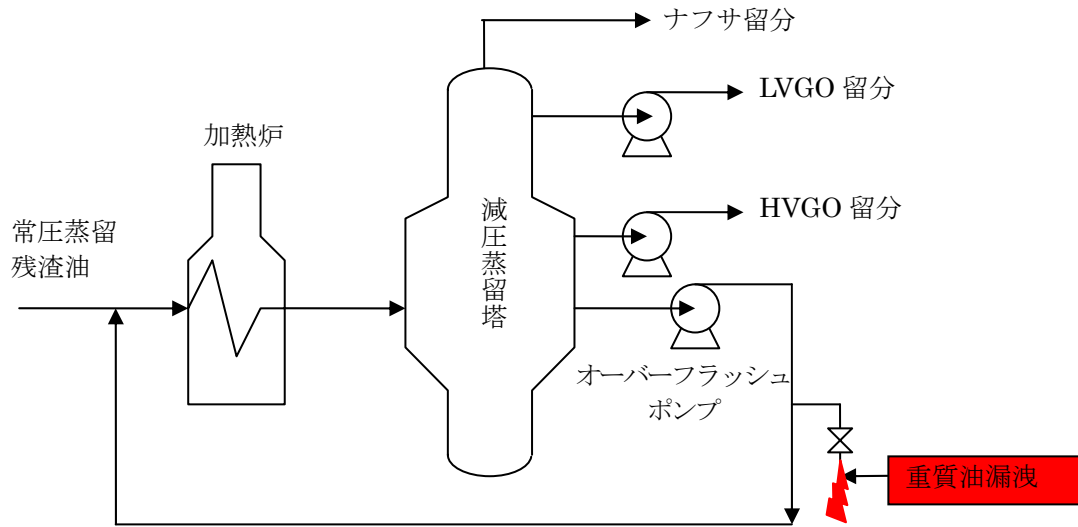 ナフサ留分
LVGO 留分
加熱炉
HVGO 留分
減圧蒸留塔
常圧蒸留
残渣油
オーバーフラッシュ
ポンプ
重質油漏洩